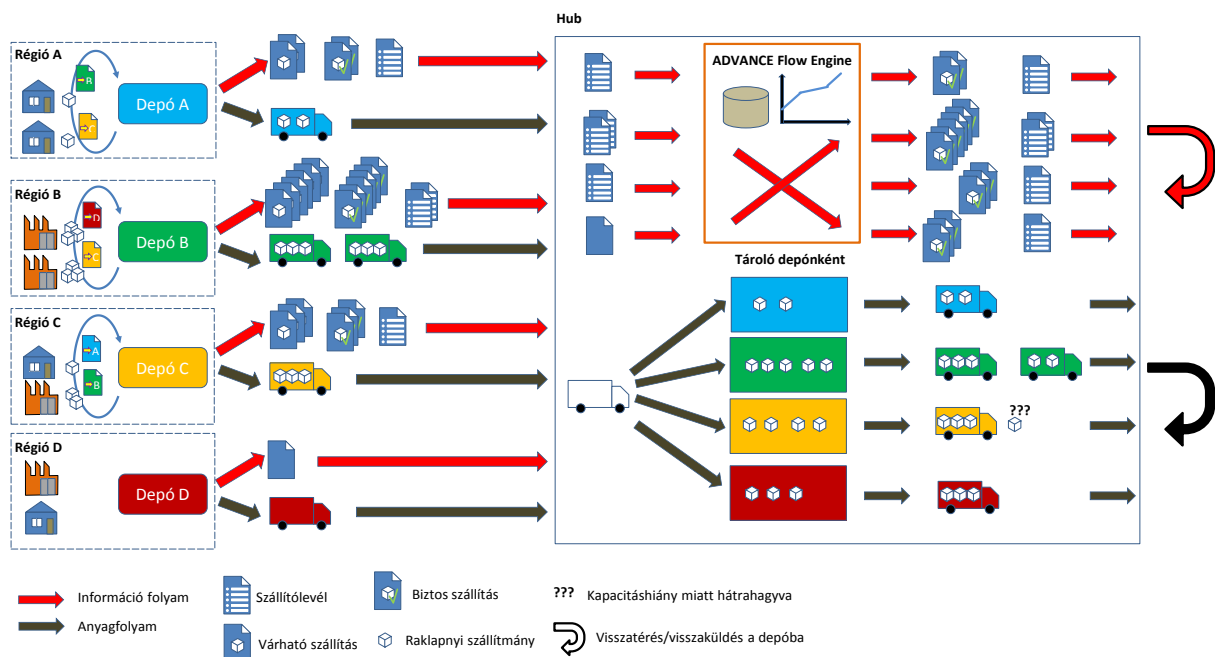 Hub
Régió A
B
C
Depó A
ADVANCE Flow Engine
Régió B
D
C
Depó B
Tároló depónként
Régió C
A
B
Depó C
???
Régió D
Depó D
Információ folyam
Anyagfolyam
Szállítólevél
Várható szállítás
Biztos szállítás
Raklapnyi szállítmány
??? Kapacitáshiány miatt hátrahagyva
Visszatérés/visszaküldés a depóba